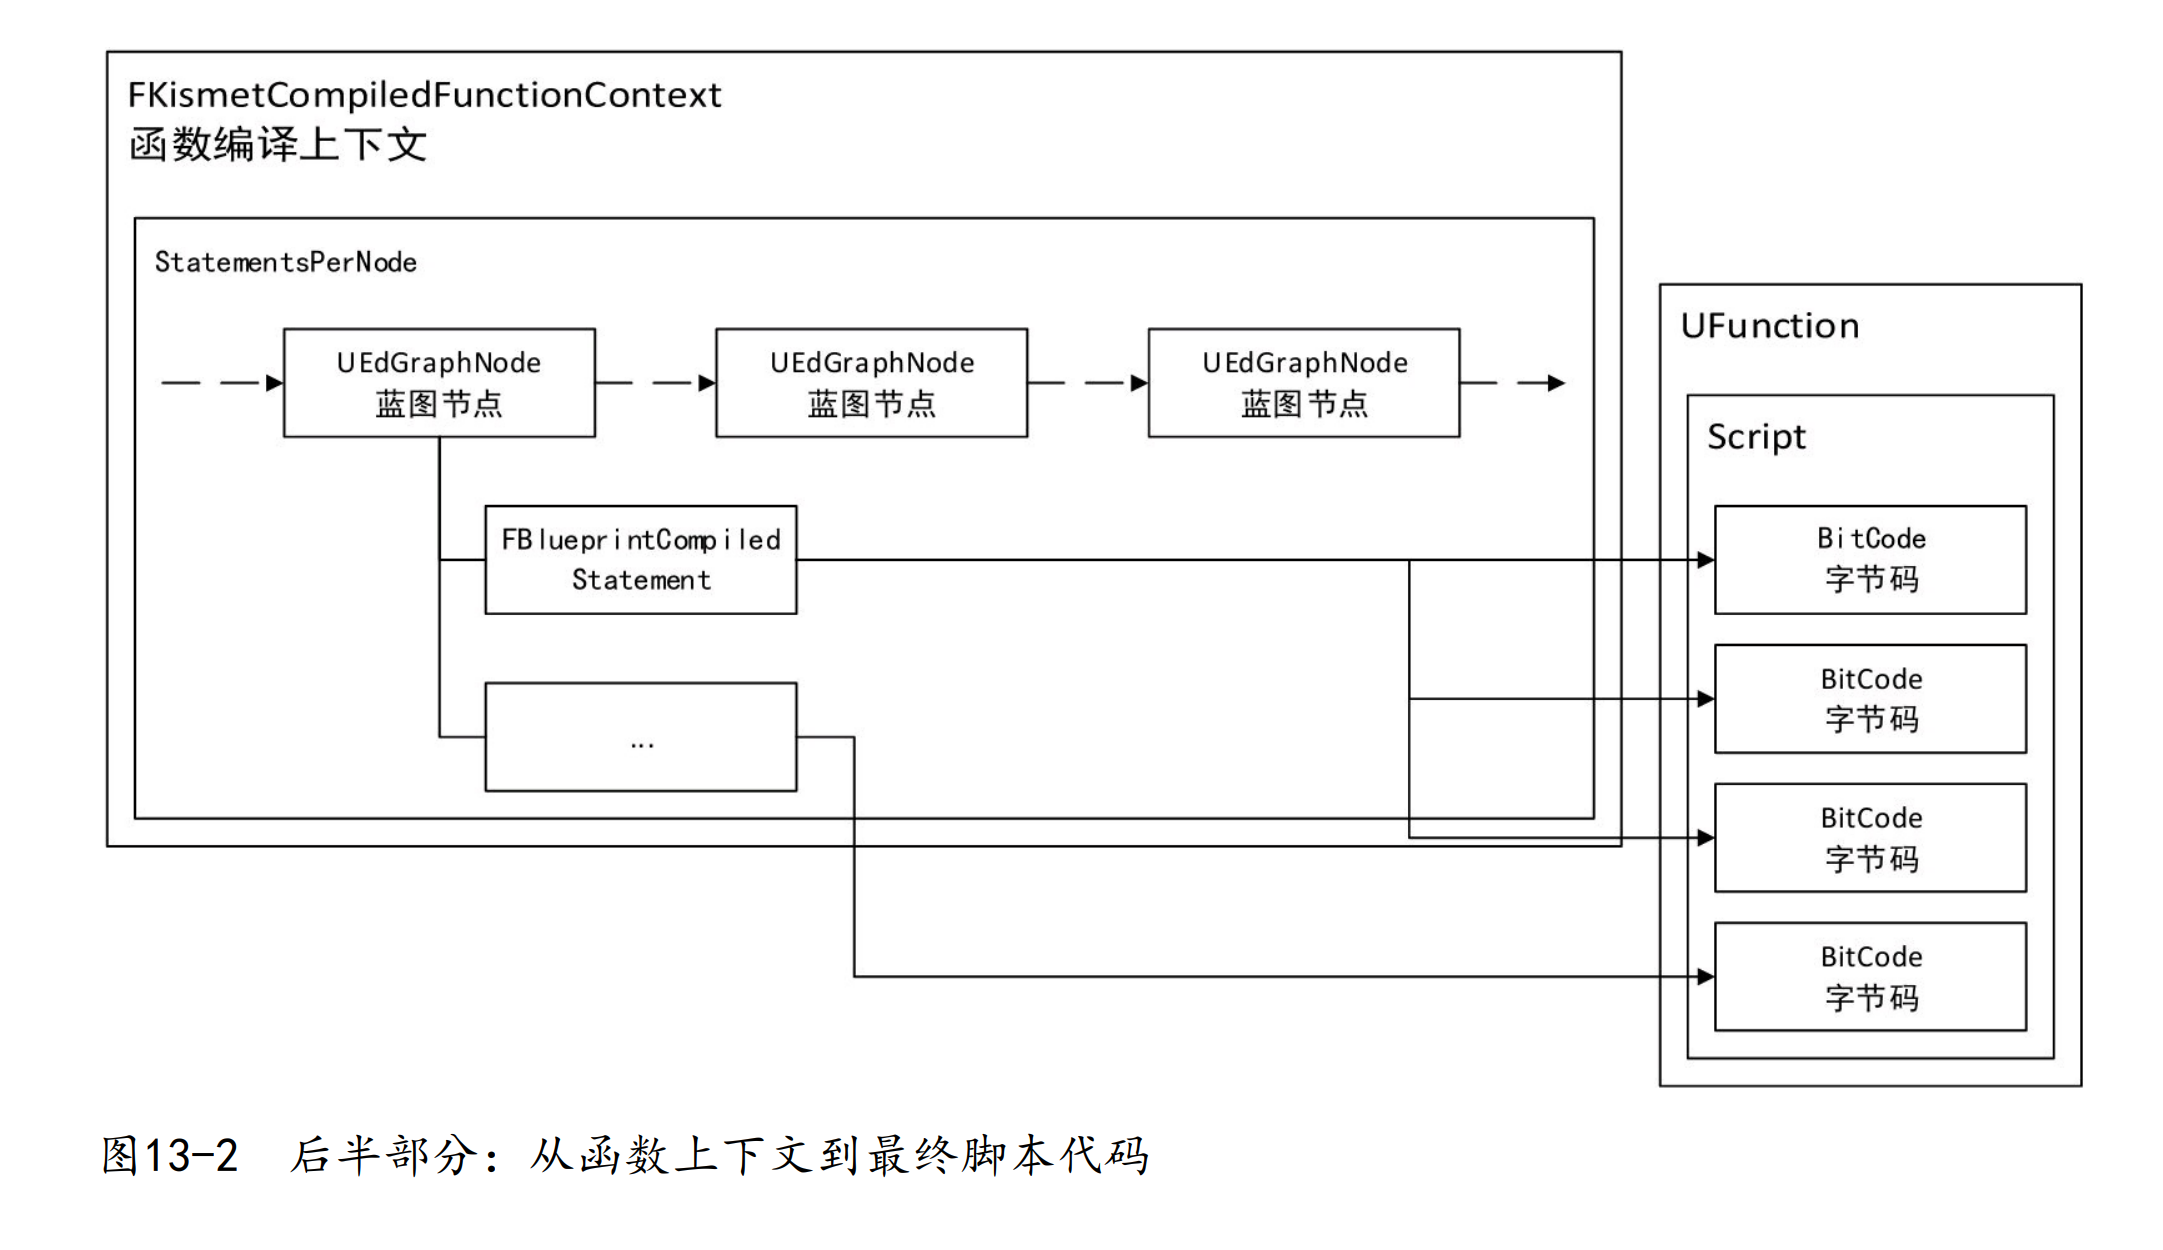 FKismetCompiledFunctionContext
函数编译上下文
StatementsPerNode
UEdGraphNode
蓝图节点
UEdGraphNode
蓝图节点
UEdGraphNode
蓝图节点
FBlueprintCompiled
Statement
...
UFunction
Script
BitCode
字节码
BitCode
字节码
BitCode
字节码
BitCode
字节码
图13-2 后半部分：从函数上下文到最终脚本代码